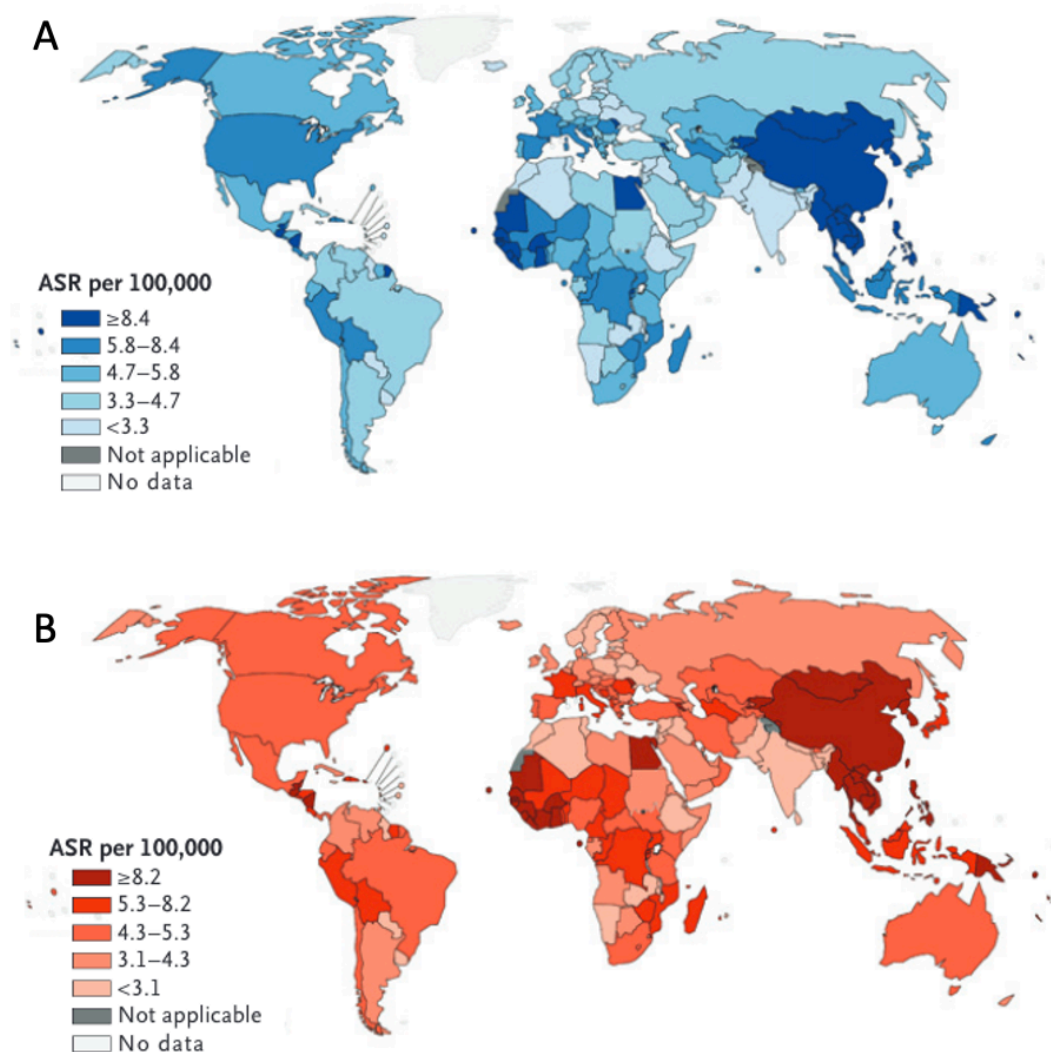 A
ASR per 100,000
≥8.4
5.8–8.4
4.7–5.8
3.3–4.7
<3.3
Not applicable
No data
B
ASR per 100,000
≥8.2
5.3–8.2
4.3–5.3
3.1–4.3
<3.1
Not applicable
No data